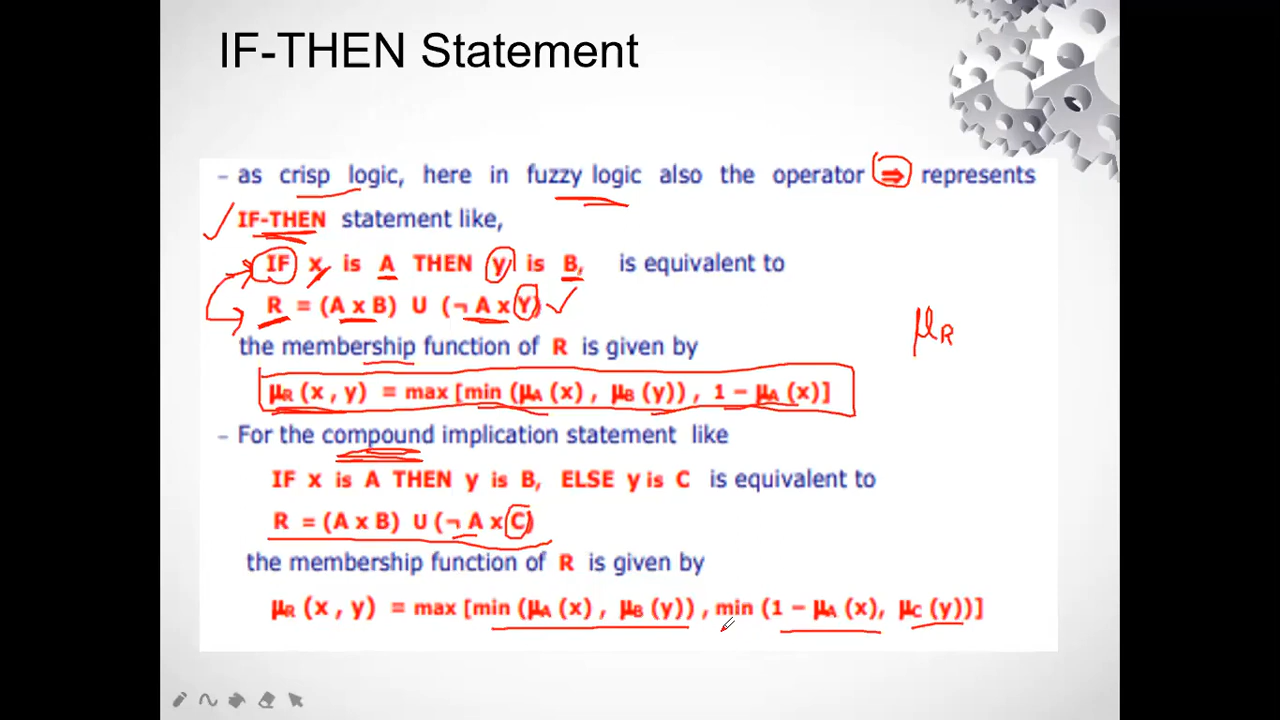 IF-THEN Statement
– as crisp logic, here in fuzzy logic also the operator ⇒ represents
IF-THEN statement like,
IF x is A THEN y is B, is equivalent to
R = (A x B) U (¬ A x Y)
μR
the membership function of R is given by
μR (x , y) = max [min (μA (x) , μB (y)) , 1 – μA (x)]
– For the compound implication statement like
IF x is A THEN y is B, ELSE y is C is equivalent to
R = (A x B) U (¬ A x C)
the membership function of R is given by
μR (x , y) = max [min (μA (x) , μB (y)) , min (1 – μA (x), μC (y))]